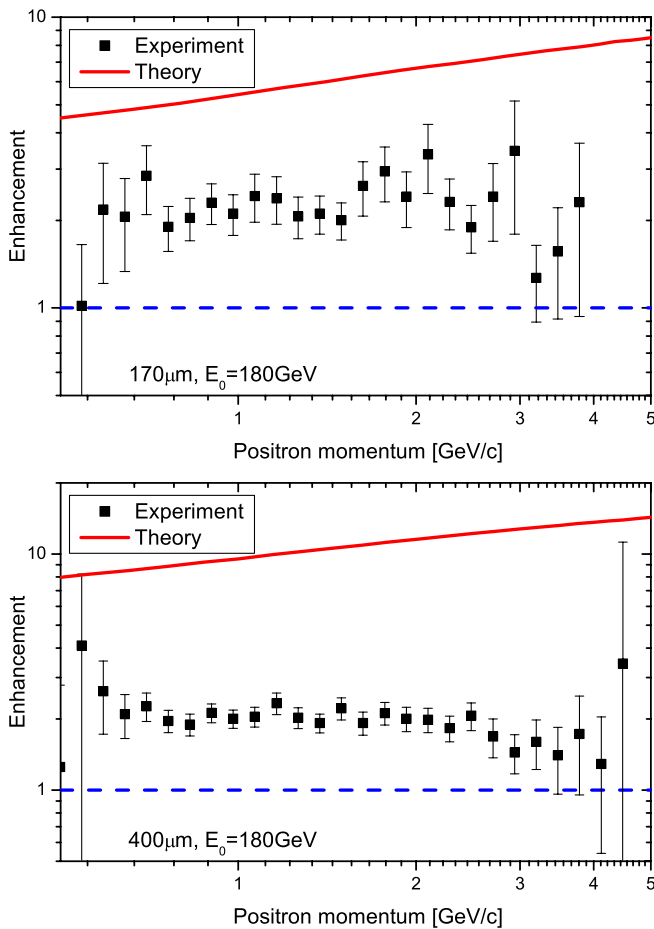 10
Experiment
Theory
Enhancement
1
170μm, E0=180GeV
1 2 3 4 5
Positron momentum [GeV/c]
Experiment
Theory
10
Enhancement
1
400μm, E0=180GeV
1 2 3 4 5
Positron momentum [GeV/c]